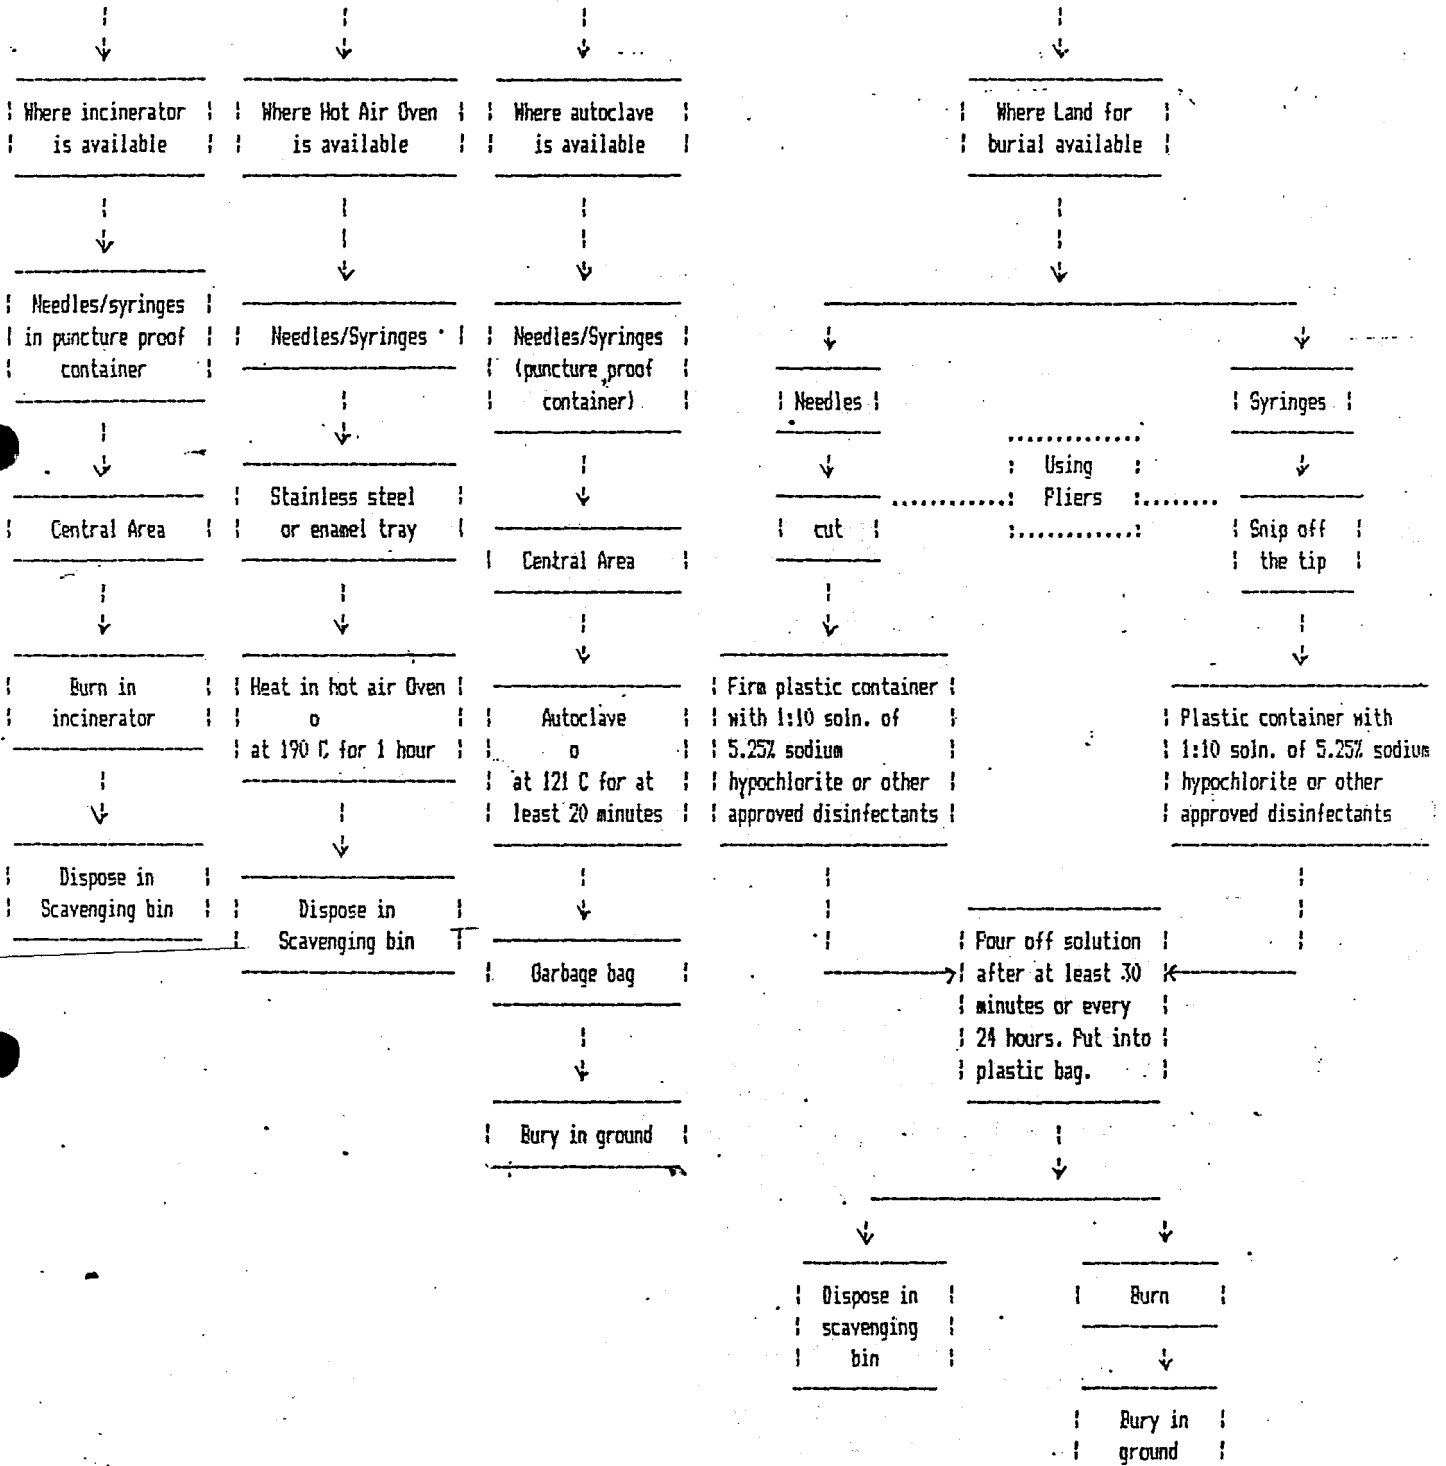 Where incinerator
is available
Needles/syringes
in puncture proof
container
Central Area
Burn in
incinerator
Dispose in
Scavenging bin
Where Hot Air Oven
is available
Needles/Syringes
Stainless steel
or enamel tray
Heat in hot air Oven
o
at 190 C for 1 hour
Dispose in
Scavenging bin
Where autoclave
is available
Needles/Syringes
(puncture proof
container)
Central Area
Autoclave
o
at 121 C for at
least 20 minutes
Garbage bag
Bury in ground
Where Land for
burial available
Needles
cut
Using
Pliers
Syringes
Snip off
the tip
Firm plastic container
with 1:10 soln. of
5.25% sodium
hypochlorite or other
approved disinfectants
Plastic container with
1:10 soln. of 5.25% sodium
hypochlorite or other
approved disinfectants
Pour off solution
after at least 30
minutes or every
24 hours. Put into
plastic bag.
Dispose in
scavenging
bin
Burn
Bury in
ground